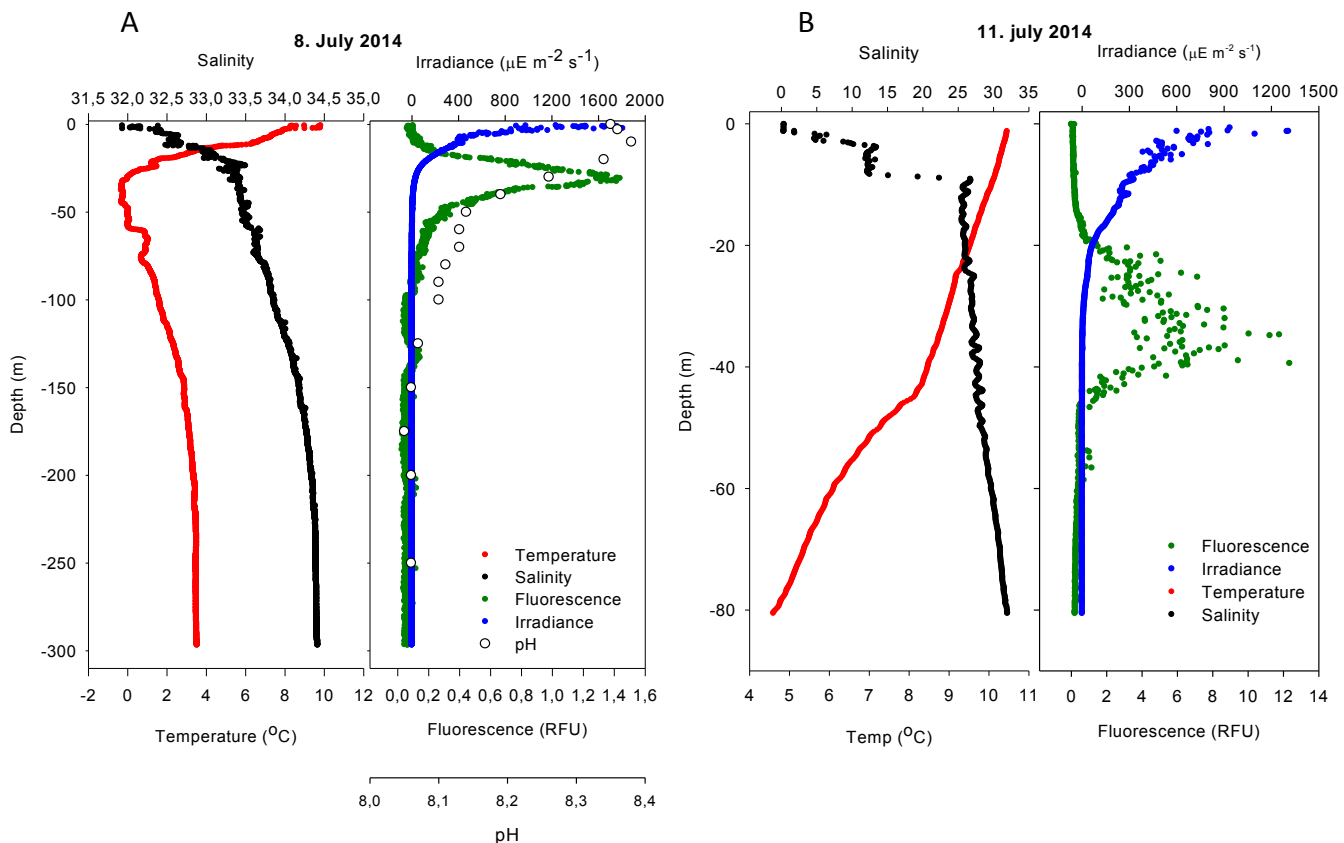 A
8. July 2014
Salinity
Irradiance (µE m-2 s-1)
31,5 32,0 32,5 33,0 33,5 34,0 34,5 35,0
0 400 800 1200 1600 2000
0
-50
-100
-150
-200
-250
-300
Depth (m)
Temperature
Salinity
Fluorescence
Irradiance
pH
-2 0 2 4 6 8 10 12
0,0 0,2 0,4 0,6 0,8 1,0 1,2 1,4 1,6
Temperature (oC)
Fluorescence (RFU)
8,0 8,1 8,2 8,3 8,4
pH
B
11. july 2014
Salinity
Irradiance (µE m-2 s-1)
0 5 10 15 20 25 30 35
0 300 600 900 1200 1500
0
-20
-40
-60
-80
Depth (m)
Fluorescence
Irradiance
Temperature
Salinity
4 5 6 7 8 9 10 11
0 2 4 6 8 10 12 14
Temp (oC)
Fluorescence (RFU)